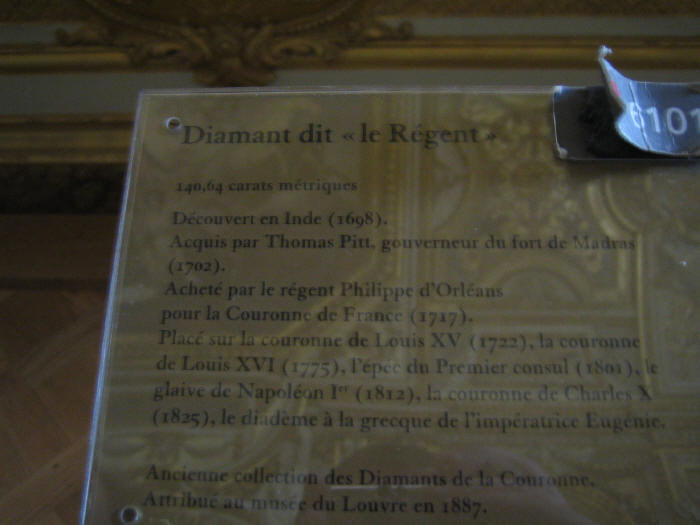 Diamant dit « le Régent »
6101
140,64 carats métriques
Découvert en Inde (1698).
Acquis par Thomas Pitt, gouverneur du fort de Madras
(1702).
Acheté par le régent Philippe d'Orléans
pour la Couronne de France (1717).
Placé sur la couronne de Louis XV (1722), la couronne
de Louis XVI (1775), l'épée du Premier consul (1801), le
glaive de Napoléon Ier (1812), la couronne de Charles X
(1825), le diadème à la grecque de l'impératrice Eugénie.
Ancienne collection des Diamants de la Couronne.
Attribué au musée du Louvre en 1887.